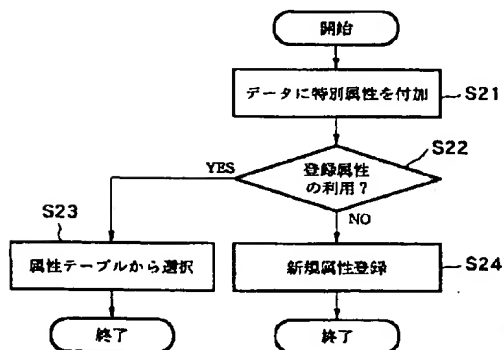 開始
データに特別属性を付加
S21
S22
登録属性
の利用?
YES
NO
S23
属性テーブルから選択
新規属性登録
S24
終了
終了